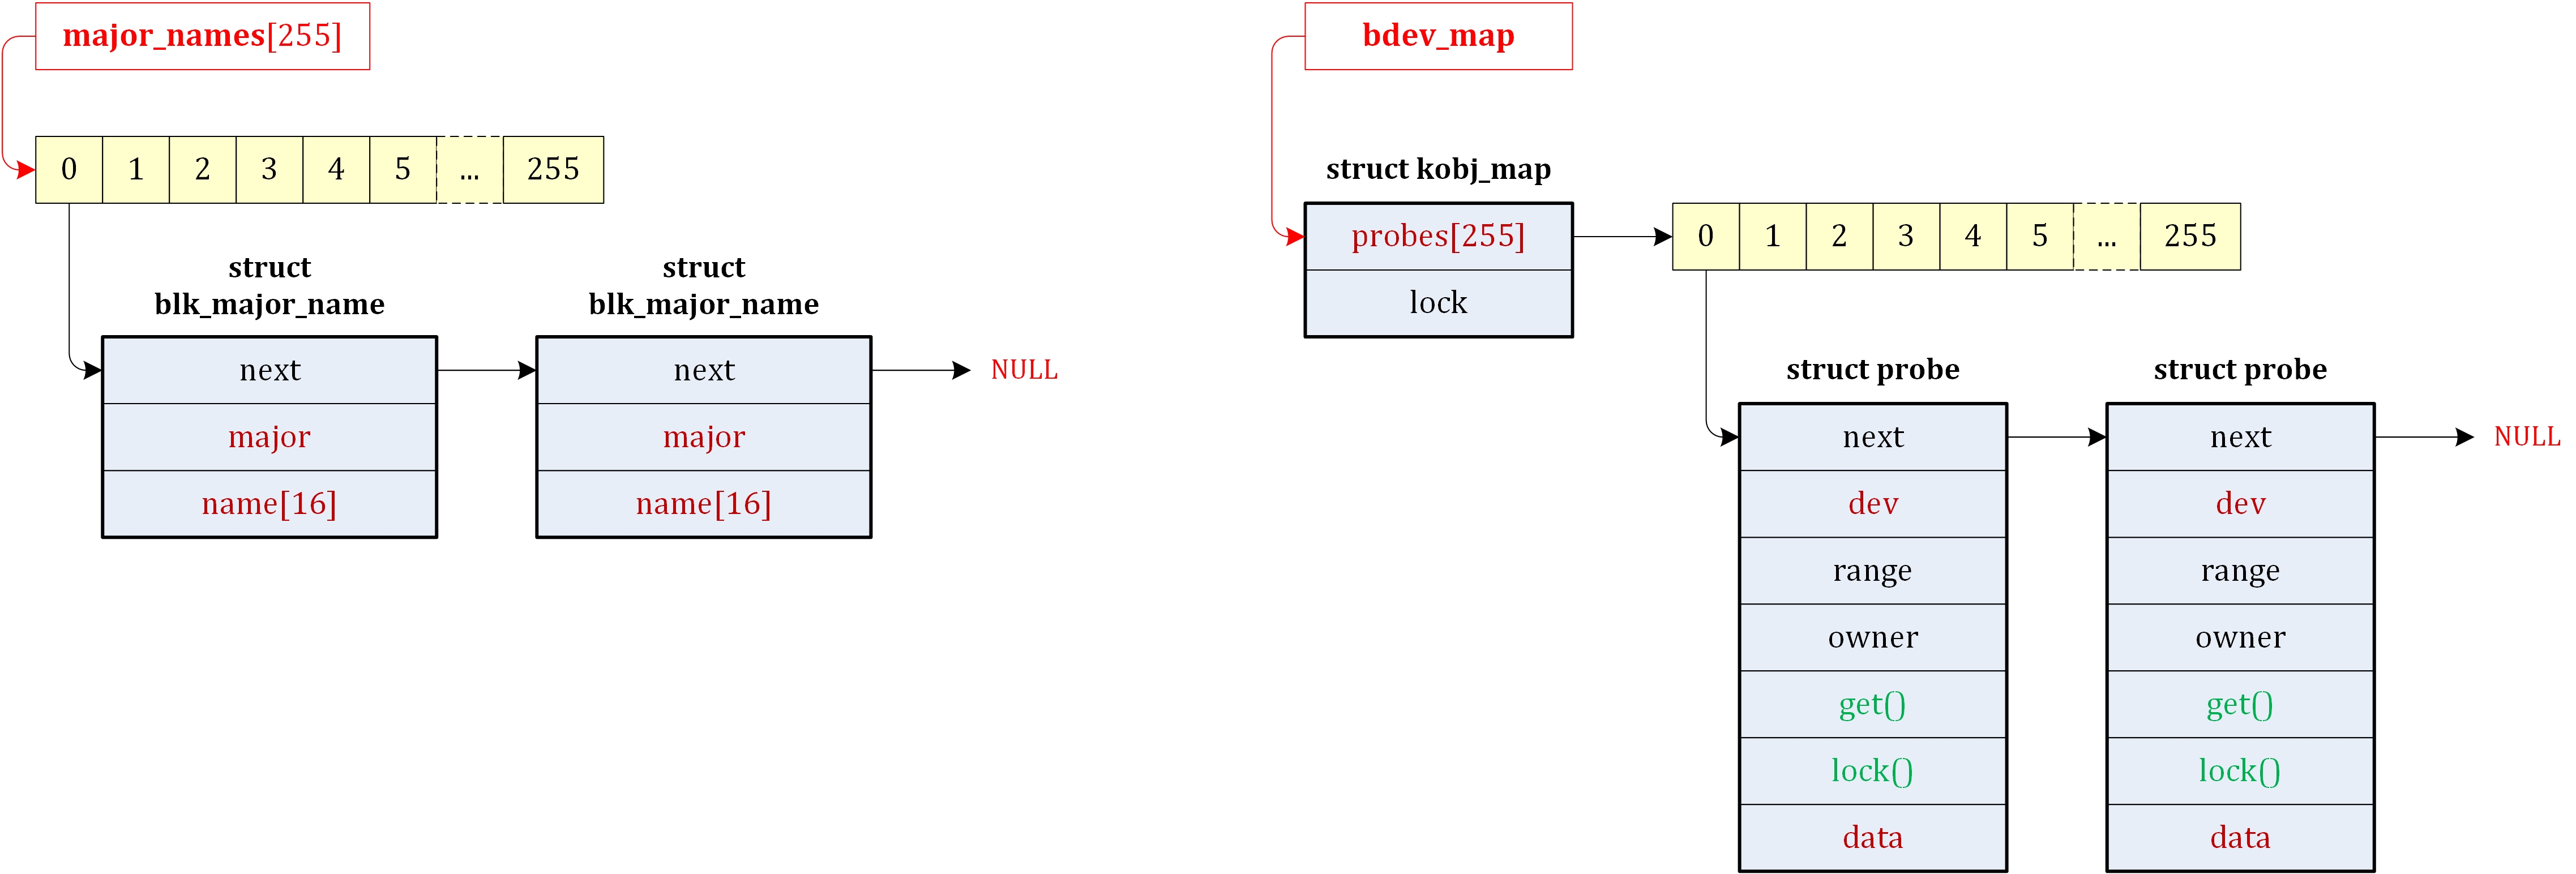 major_names[255]
0 1 2 3 4 5 ... 255
struct
blk_major_name
next
major
name[16]
struct
blk_major_name
next
major
name[16]
NULL
bdev_map
struct kobj_map
probes[255]
lock
0 1 2 3 4 5 ... 255
struct probe
next
dev
range
owner
get()
lock()
data
struct probe
next
dev
range
owner
get()
lock()
data
NULL